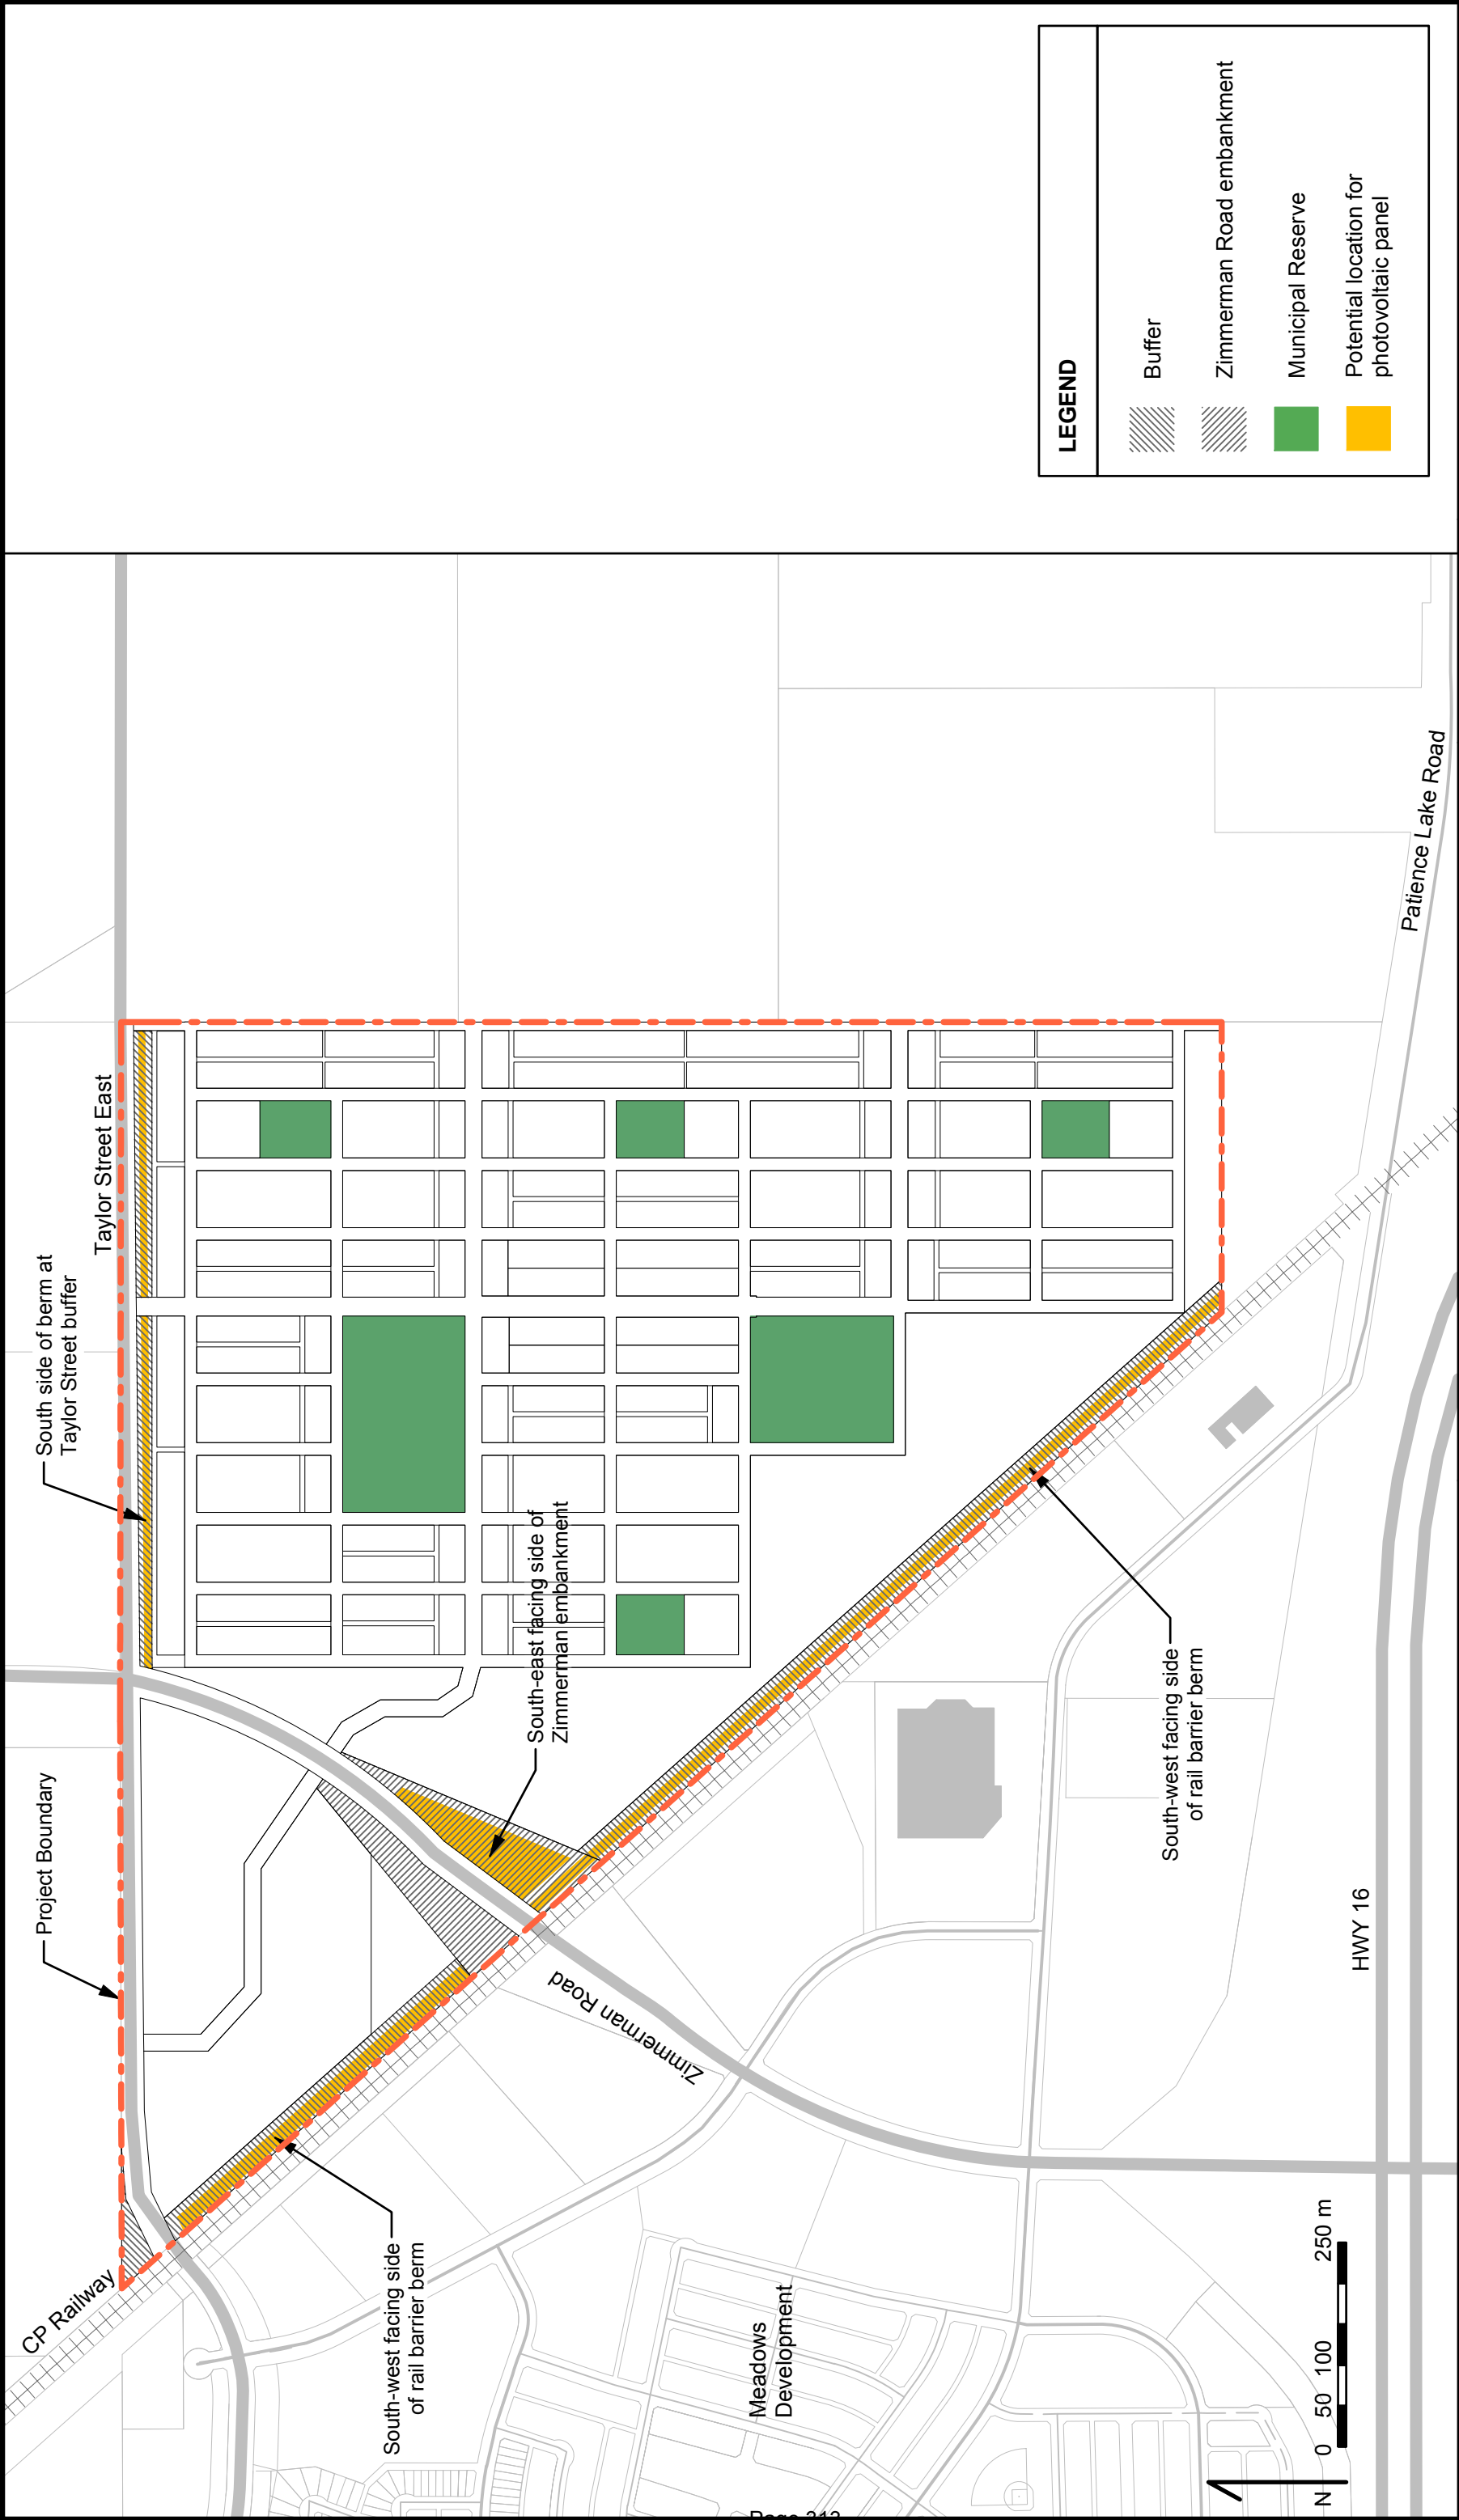 CP Railway
Project Boundary
South side of berm at
Taylor Street buffer
Taylor Street East
South-west facing side
of rail barrier berm
South-east facing side of
Zimmerman embankment
Zimmerman Road
Meadows
Development
South-west facing side
of rail barrier berm
HWY 16
Patience Lake Road
N
0 50 100 250 m
LEGEND
Buffer
Zimmerman Road embankment
Municipal Reserve
Potential location for
photovoltaic panel
Page 313